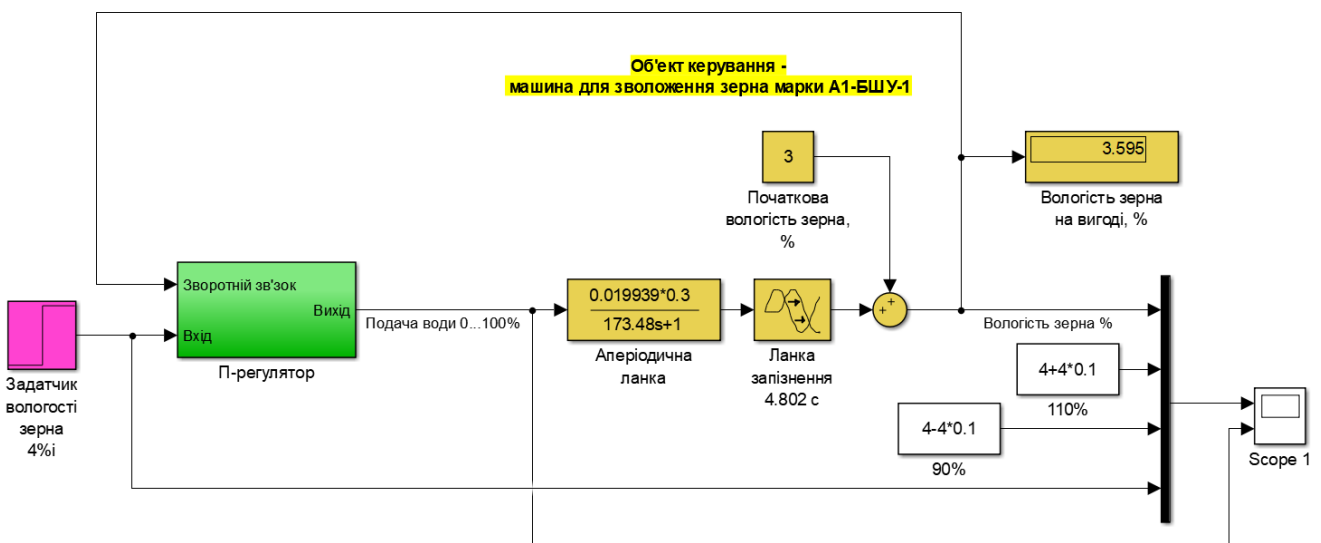 Об'єкт керування -
машина для зволоження зерна марки А1-БШУ-1
3
Початкова
вологість зерна,
%
3.595
Вологість зерна
на вигоді, %
Зворотній зв'язок
Вихід
Вхід
П-регулятор
Задатчик
вологості
зерна
4%і
Подача води 0...100%
0.019939*0.3
173.48s+1
Аперіодична
ланка
Ланка
запізнення
4.802 с
+
+
Вологість зерна %
4+4*0.1
110%
4-4*0.1
90%
Scope 1